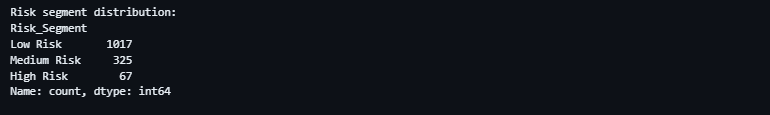 Risk segment distribution:
Risk_Segment
Low Risk       1017
Medium Risk     325
High Risk        67
Name: count, dtype: int64